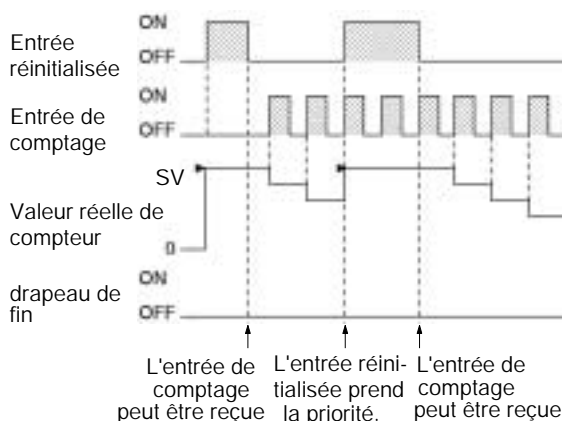 ON
Entrée
réinitialisée
OFF
ON
Entrée de
comptage
OFF
SV
Valeur réelle de
compteur
0
ON
drapeau de
fin
OFF
L'entrée de
comptage
peut être reçue
L'entrée réini-
tialisée prend
la priorité.
L'entrée de
comptage
peut être reçue